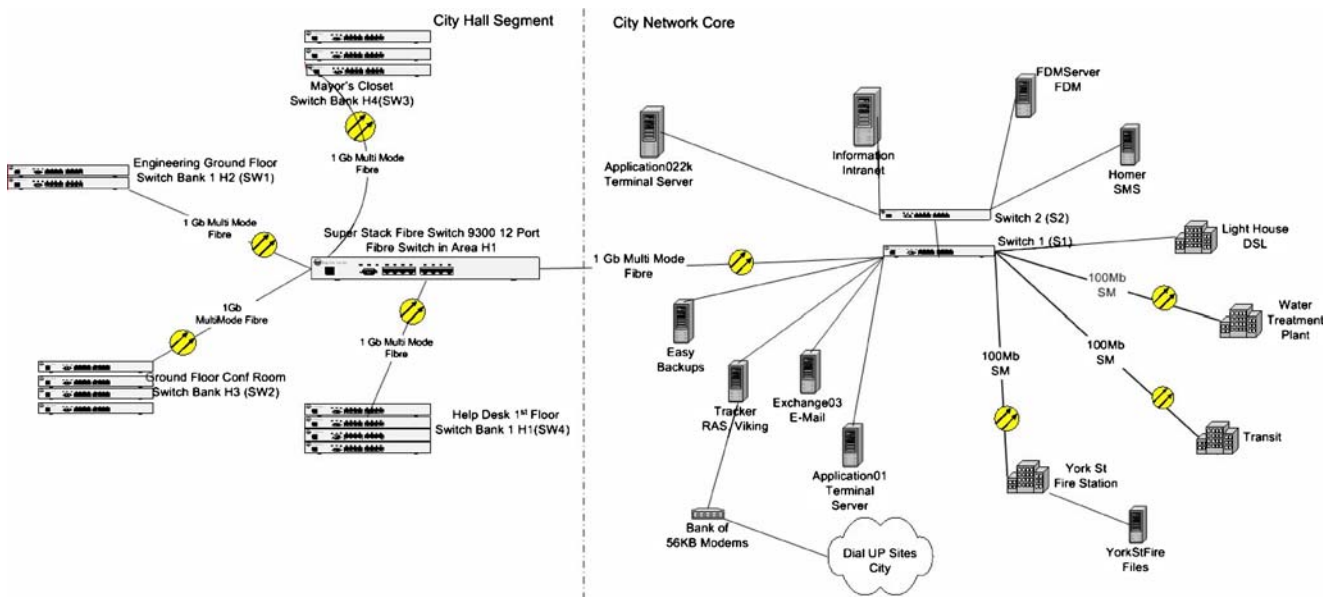 City Hall Segment
City Network Core
Mayor's Closet
Switch Bank H4(SW3)
1 Gb Multi Mode
Fibre
Engineering Ground Floor
Switch Bank 1 H2 (SW1)
1 Gb Multi Mode
Fibre
Super Stack Fibre Switch 9300 12 Port
Fibre Switch in Area H1
1Gb
MultiMode Fibre
Ground Floor Conf Room
Switch Bank H3 (SW2)
1 Gb Multi Mode
Fibre
Help Desk 1st Floor
Switch Bank 1 H1(SW4)
1 Gb Multi Mode
Fibre
Application022k
Terminal Server
Information
Intranet
FDMServer
FDM
Homer
SMS
Switch 2 (S2)
Switch 1 (S1)
Light House
DSL
100Mb
SM
Water
Treatment
Plant
100Mb
SM
Transit
100Mb
SM
York St
Fire Station
YorkStFire
Files
Easy
Backups
Tracker
RAS, Viking
Exchange03
E-Mail
Application01
Terminal
Server
Bank of
56KB Modems
Dial UP Sites
City